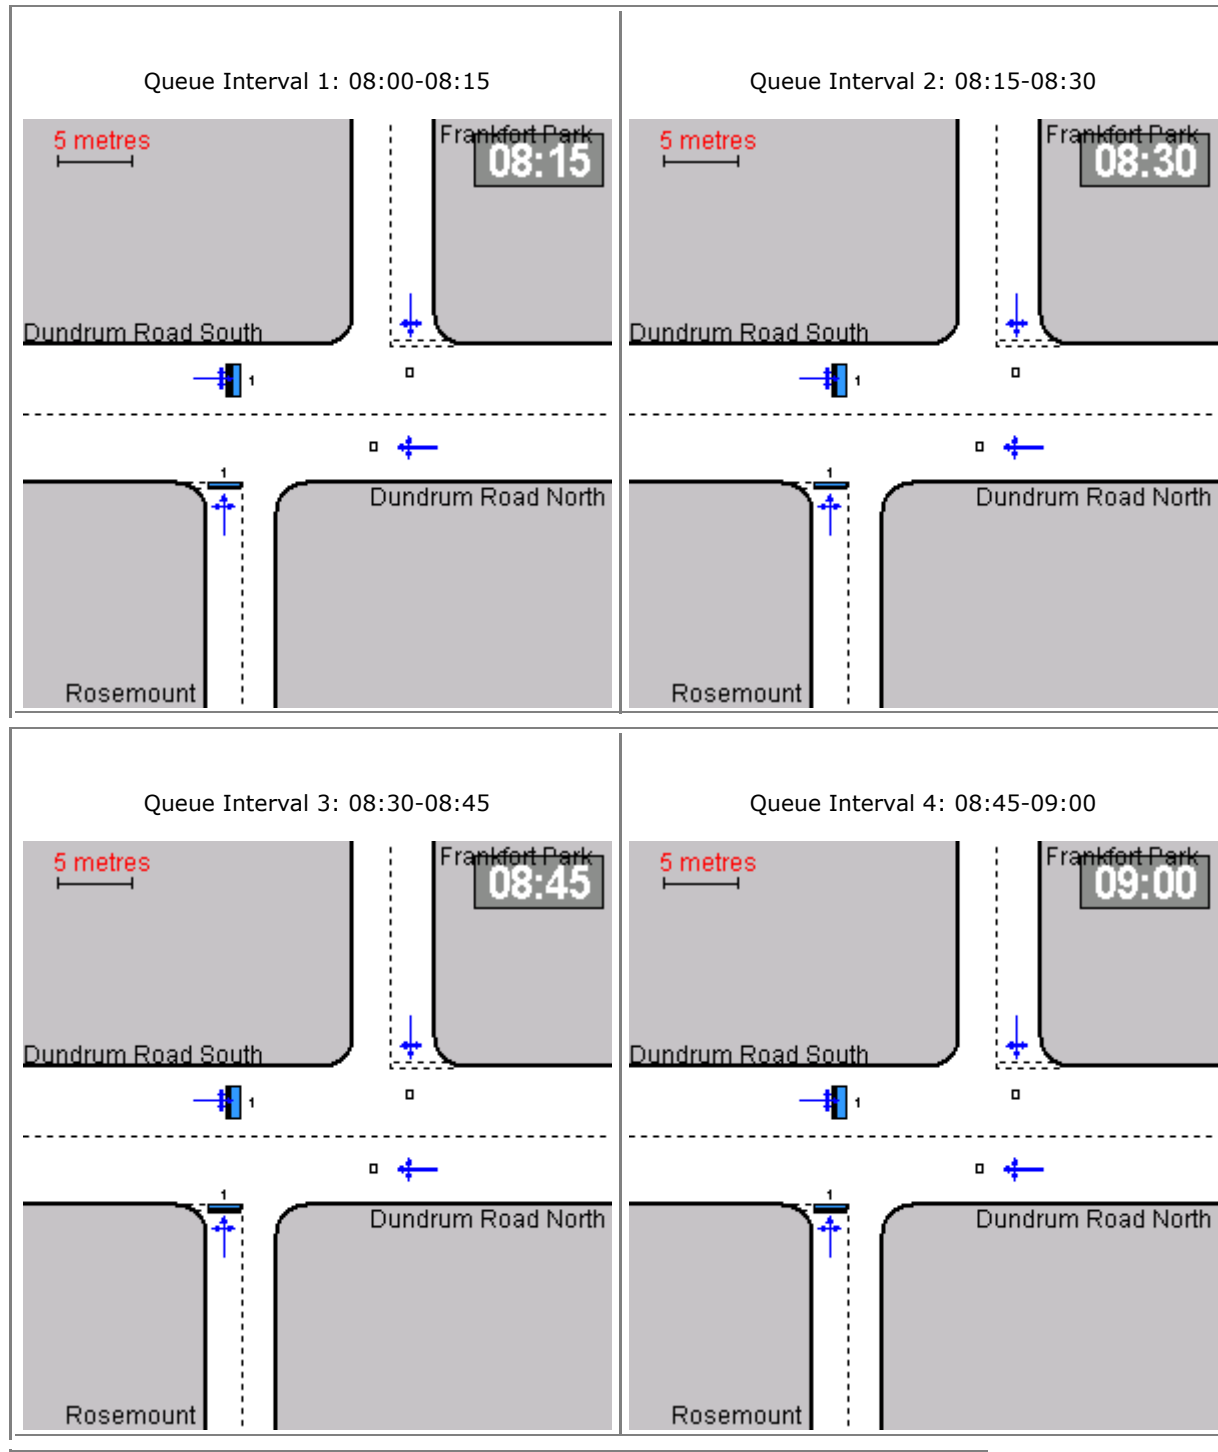 Queue Interval 1: 08:00-08:15
5 metres
Frankfort Park
08:15
Dundrum Road South
1
1
Dundrum Road North
Rosemount
Queue Interval 2: 08:15-08:30
5 metres
Frankfort Park
08:30
Dundrum Road South
1
1
Dundrum Road North
Rosemount
Queue Interval 3: 08:30-08:45
5 metres
Frankfort Park
08:45
Dundrum Road South
1
1
Dundrum Road North
Rosemount
Queue Interval 4: 08:45-09:00
5 metres
Frankfort Park
09:00
Dundrum Road South
1
1
Dundrum Road North
Rosemount